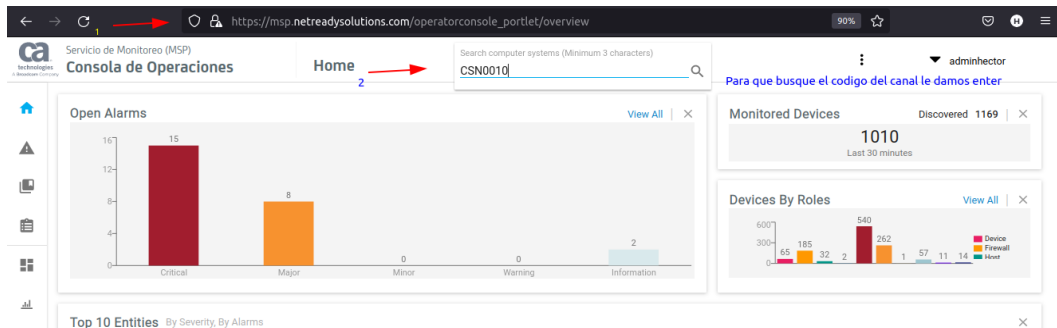 https://msp.netreadysolutions.com/operatorconsole_portlet/overview
90%
H
1
ca
technologies
A Broadcom Company
Servicio de Monitoreo (MSP)
Consola de Operaciones
Home
2
Search computer systems (Minimum 3 characters)
CSN0010
adminhector
Para que busque el codigo del canal le damos enter
Open Alarms
View All
16
12
8
4
0
15
8
0
0
2
Critical
Major
Minor
Warning
Information
Monitored Devices
Discovered 1169
1010
Last 30 minutes
Devices By Roles
View All
600
300
0
65
185
32
2
540
262
1
57
11
14
Device
Firewall
Host
Top 10 Entities By Severity, By Alarms